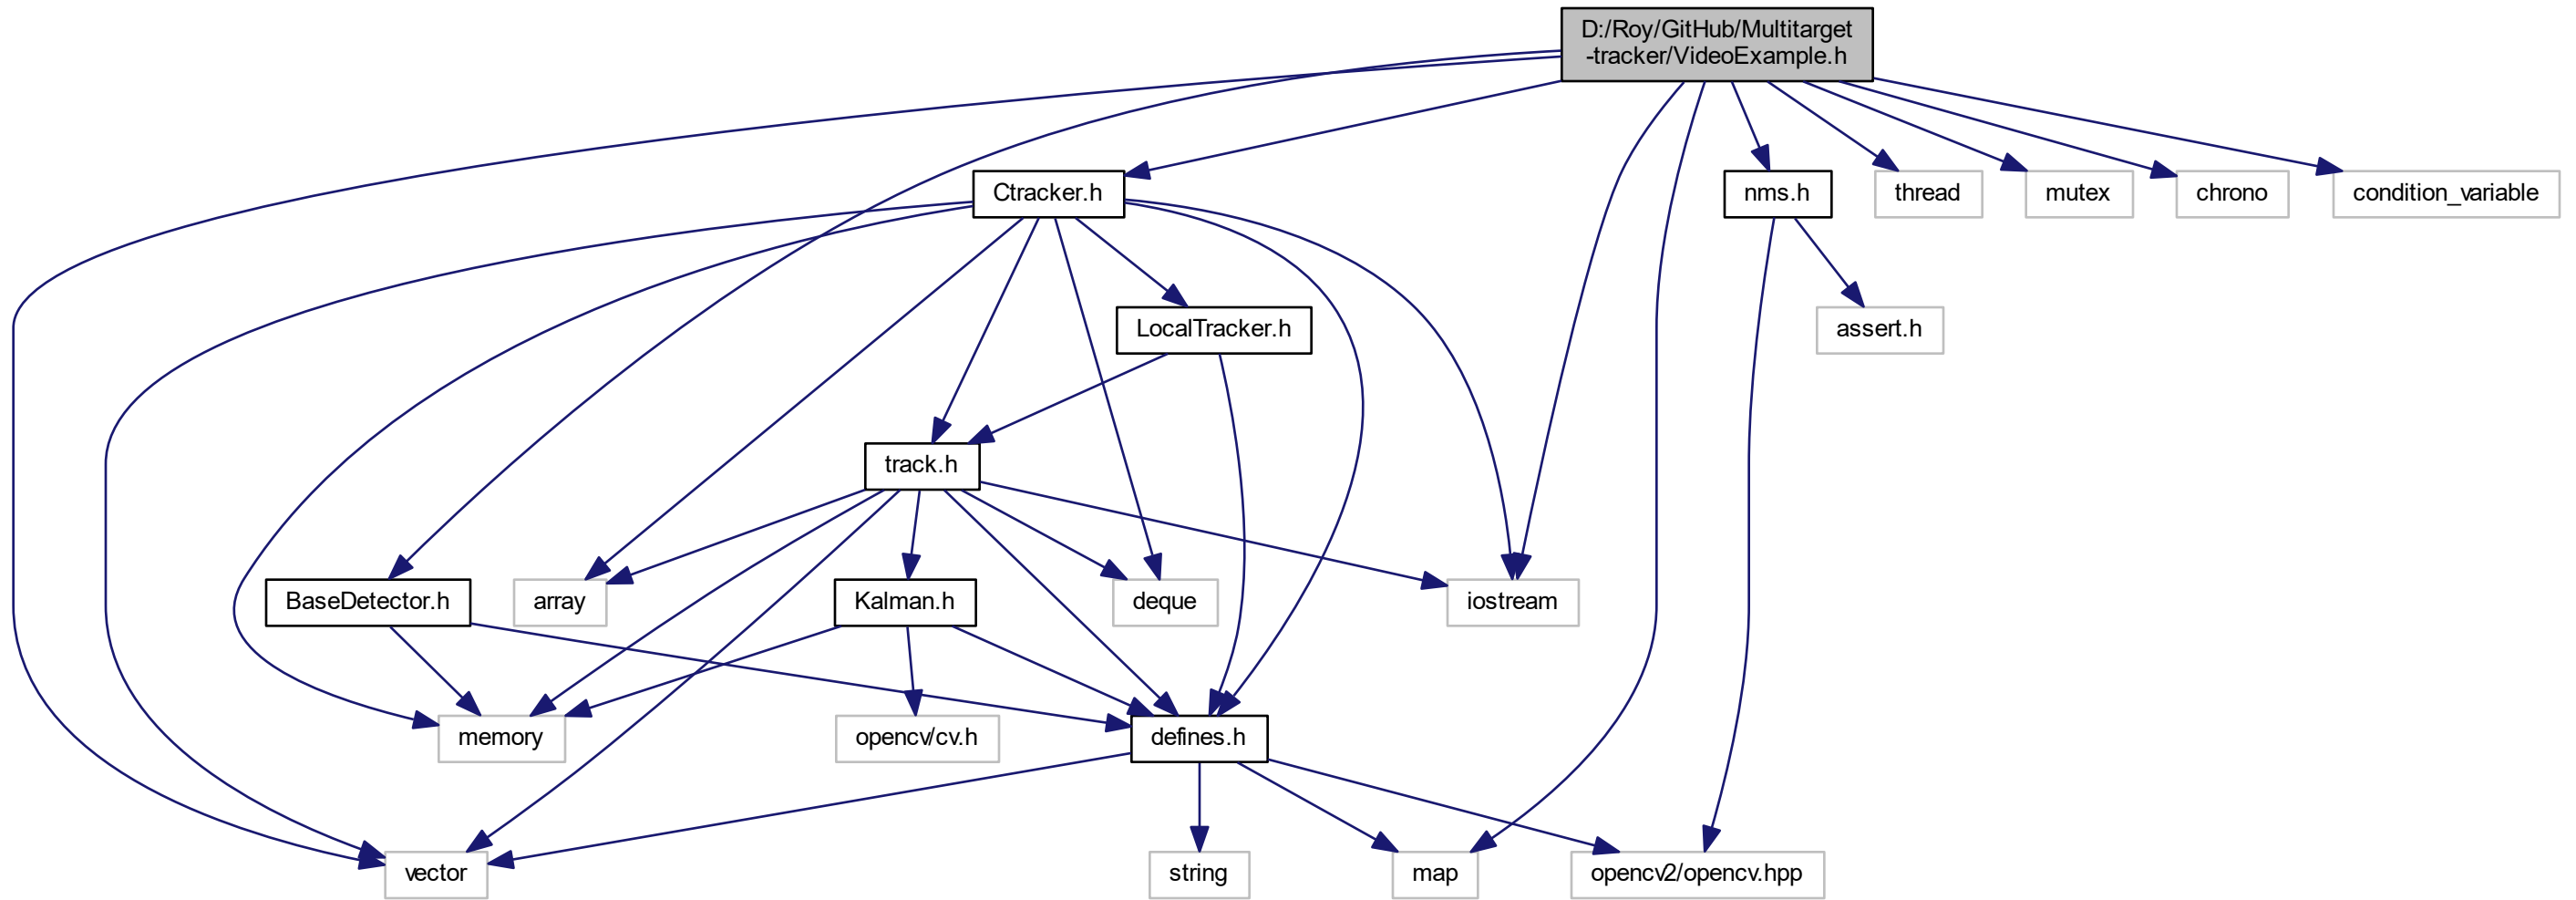 D:/Roy/GitHub/Multitarget
-tracker/VideoExample.h
Ctracker.h
nms.h
thread
mutex
chrono
condition_variable
LocalTracker.h
assert.h
track.h
BaseDetector.h
array
Kalman.h
deque
iostream
memory
opencv/cv.h
defines.h
vector
string
map
opencv2/opencv.hpp